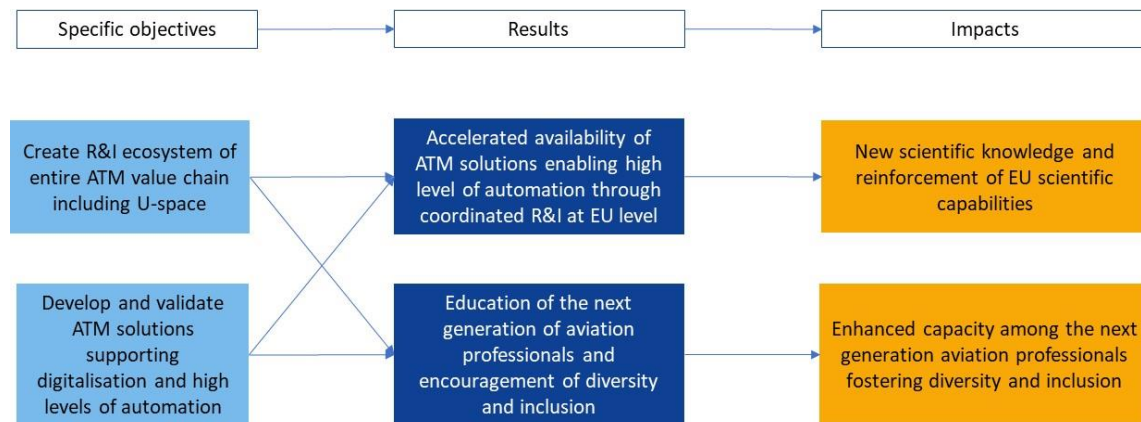 Specific objectives
Results
Impacts
Create R&I ecosystem of
entire ATM value chain
including U-space
Accelerated availability of
ATM solutions enabling high
level of automation through
coordinated R&I at EU level
New scientific knowledge and
reinforcement of EU scientific
capabilities
Develop and validate
ATM solutions
supporting
digitalisation and high
levels of automation
Education of the next
generation of aviation
professionals and
encouragement of diversity
and inclusion
Enhanced capacity among the next
generation aviation professionals
fostering diversity and inclusion